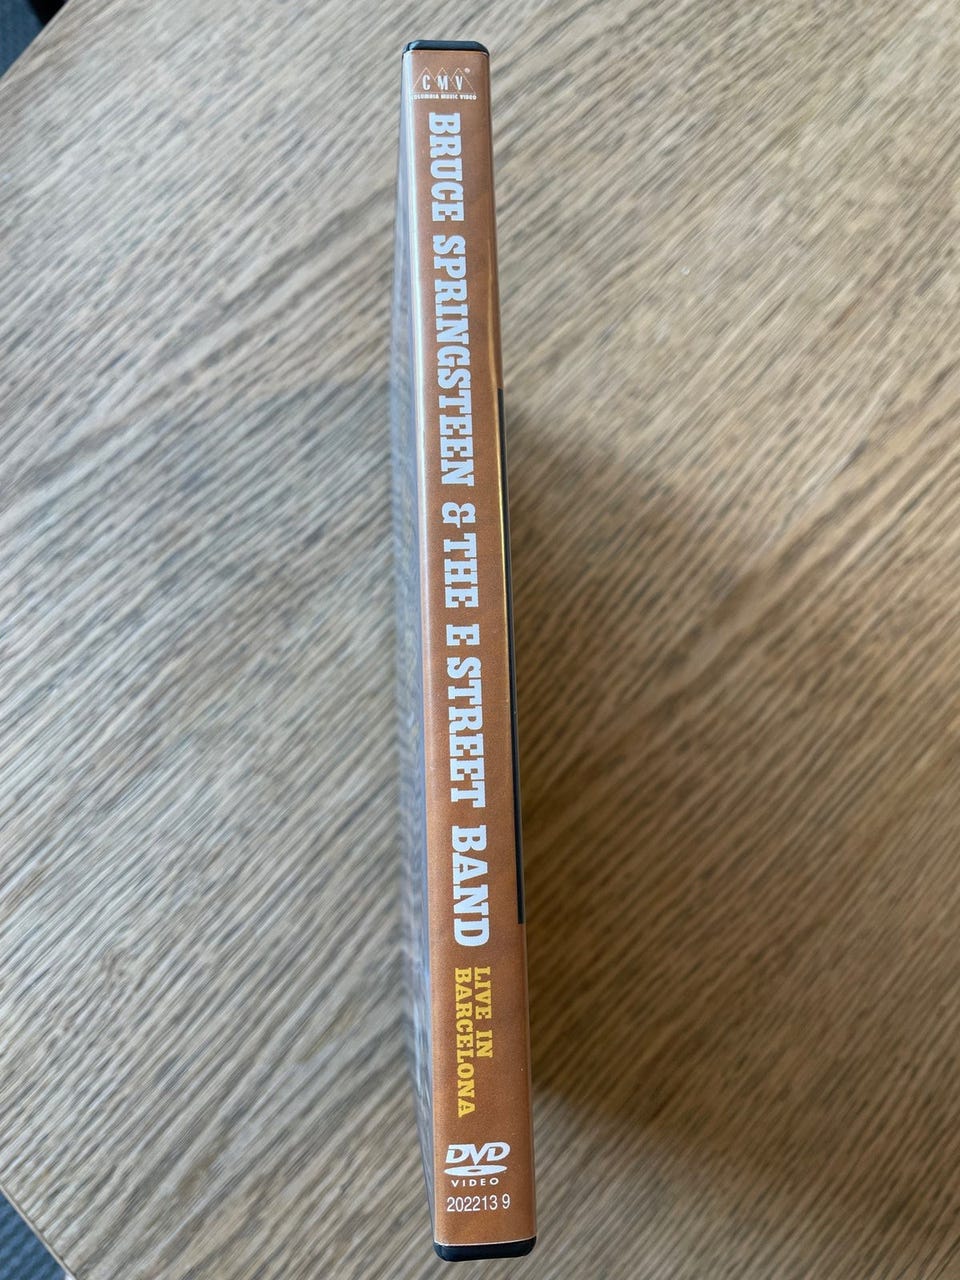 CMV®
COLUMBIA MUSIC VIDEO
BRUCE SPRINGSTEEN & THE E STREET BAND
LIVE IN
BARCELONA
DVD
VIDEO
202213 9